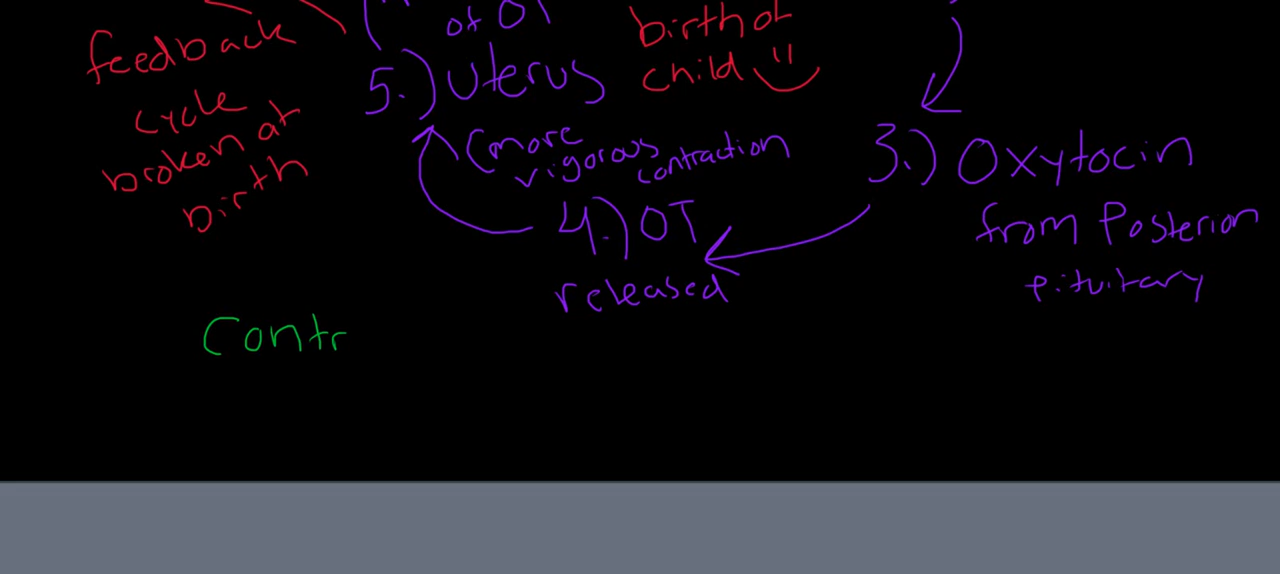 of OT
birth of
child
feedback
cycle
broken at
birth
5.) Uterus
(more
vigorous contraction
3.) Oxytocin
from Posterior
Pituitary
4.) OT
released
Contr